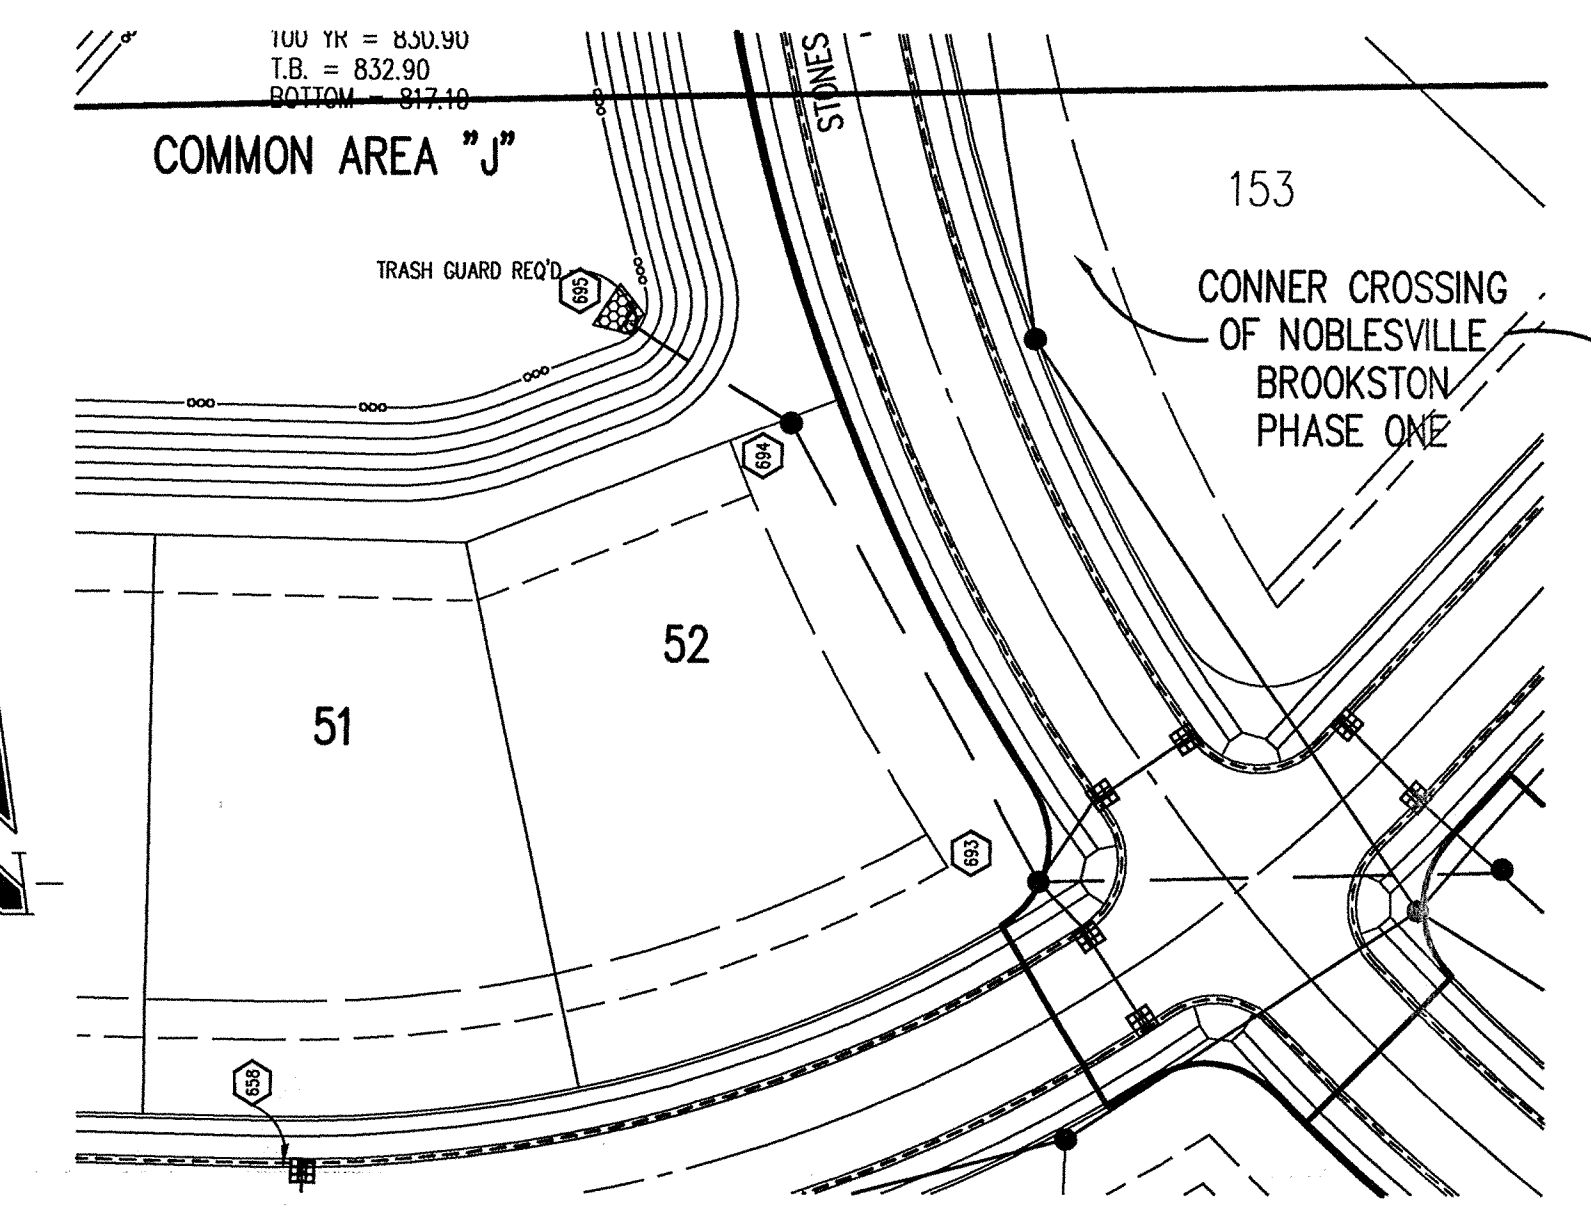 100 YR = 830.90
T.B. = 832.90
BOTTOM = 817.10
STONES
COMMON AREA "J"
153
TRASH GUARD REQ'D
695
CONNER CROSSING
OF NOBLESVILLE
BROOKSTON
PHASE ONE
694
52
51
693
658